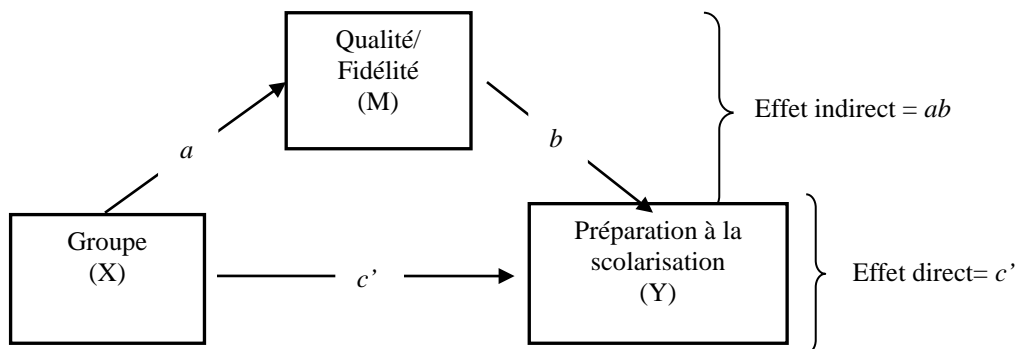 Qualité/
Fidélité
(M)
Effet indirect = ab
a
b
Groupe
(X)
c’
Préparation à la
scolarisation
(Y)
Effet direct= c’